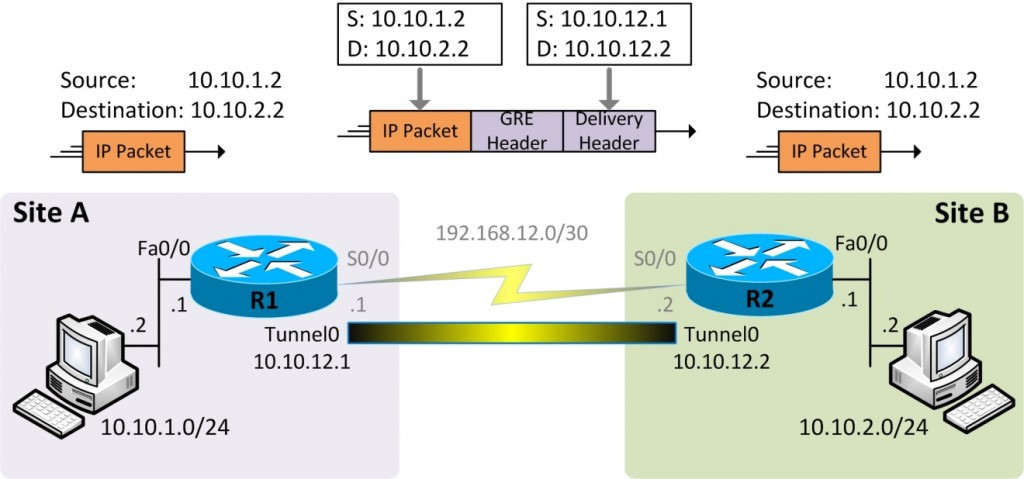 S: 10.10.1.2
D: 10.10.2.2
S: 10.10.12.1
D: 10.10.12.2
Source: 10.10.1.2
Destination: 10.10.2.2
IP Packet
IP Packet
GRE
Header
Delivery
Header
Source: 10.10.1.2
Destination: 10.10.2.2
IP Packet
Site A
Fa0/0
.1
.2
R1
S0/0
.1
Tunnel0
10.10.12.1
10.10.1.0/24
192.168.12.0/30
Site B
S0/0
.2
R2
Fa0/0
.1
.2
Tunnel0
10.10.12.2
10.10.2.0/24